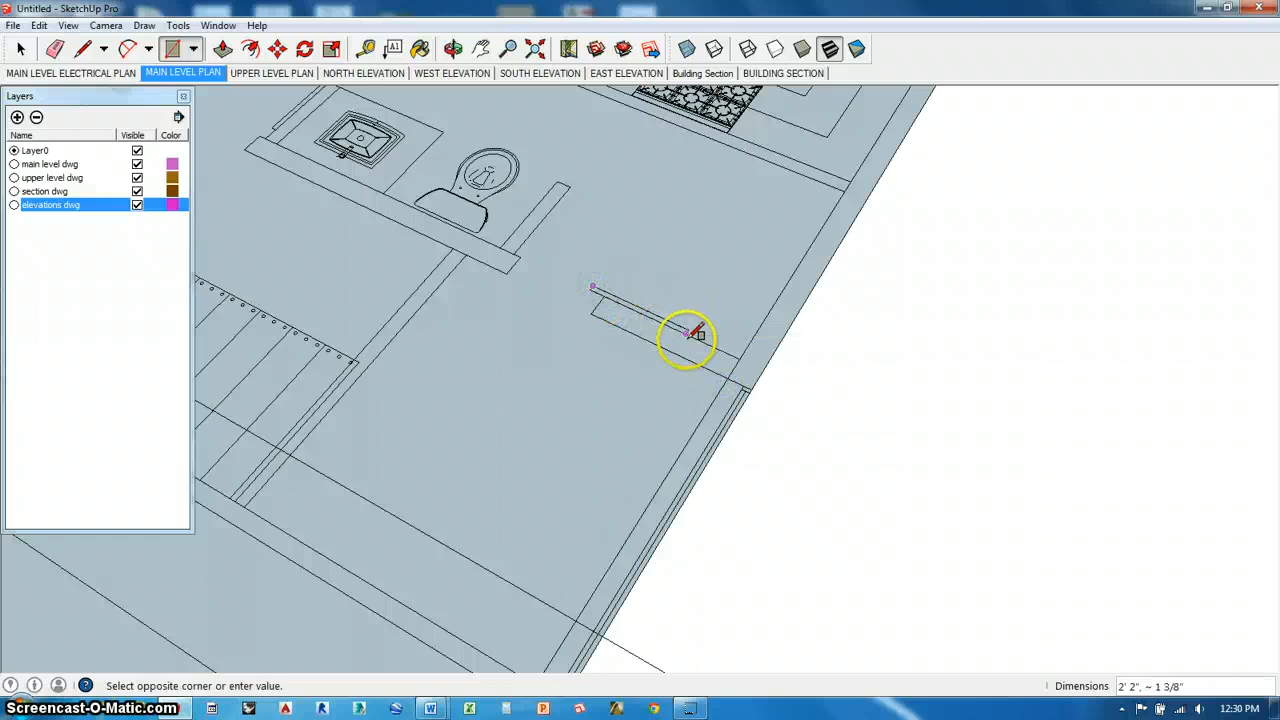 Untitled - SketchUp Pro
File Edit View Camera Draw Tools Window Help
A1
MAIN LEVEL ELECTRICAL PLAN MAIN LEVEL PLAN UPPER LEVEL PLAN NORTH ELEVATION WEST ELEVATION SOUTH ELEVATION EAST ELEVATION Building Section BUILDING SECTION
Layers
Name Visible Color
Layer0
main level dwg
upper level dwg
section dwg
elevations dwg
Select opposite corner or enter value.
Dimensions 2' 2", ~ 1 3/8"
Screencast-O-Matic.com
12:30 PM